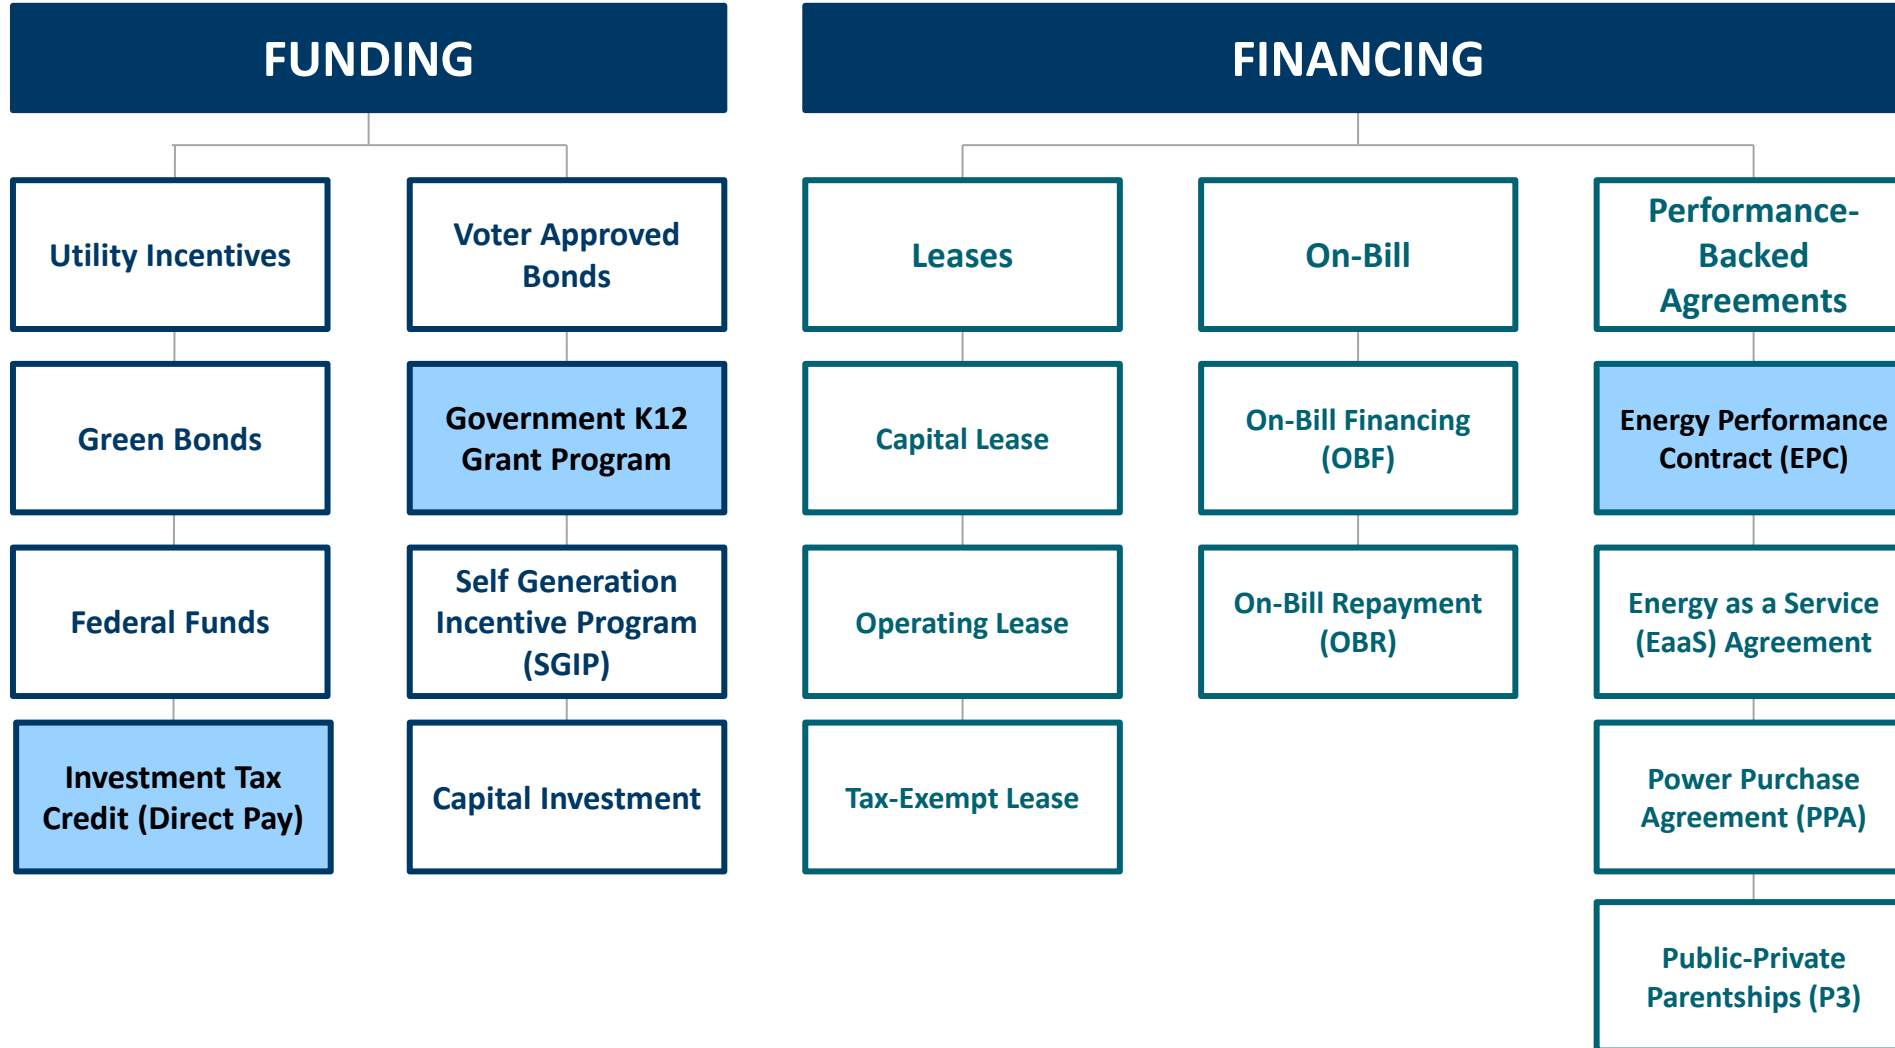 FUNDING
Utility Incentives
Green Bonds
Federal Funds
Investment Tax
Credit (Direct Pay)
Voter Approved
Bonds
Government K12
Grant Program
Self Generation
Incentive Program
(SGIP)
Capital Investment
FINANCING
Leases
Capital Lease
Operating Lease
Tax-Exempt Lease
On-Bill
On-Bill Financing
(OBF)
On-Bill Repayment
(OBR)
Performance-
Backed
Agreements
Energy Performance
Contract (EPC)
Energy as a Service
(EaaS) Agreement
Power Purchase
Agreement (PPA)
Public-Private
Parentships (P3)